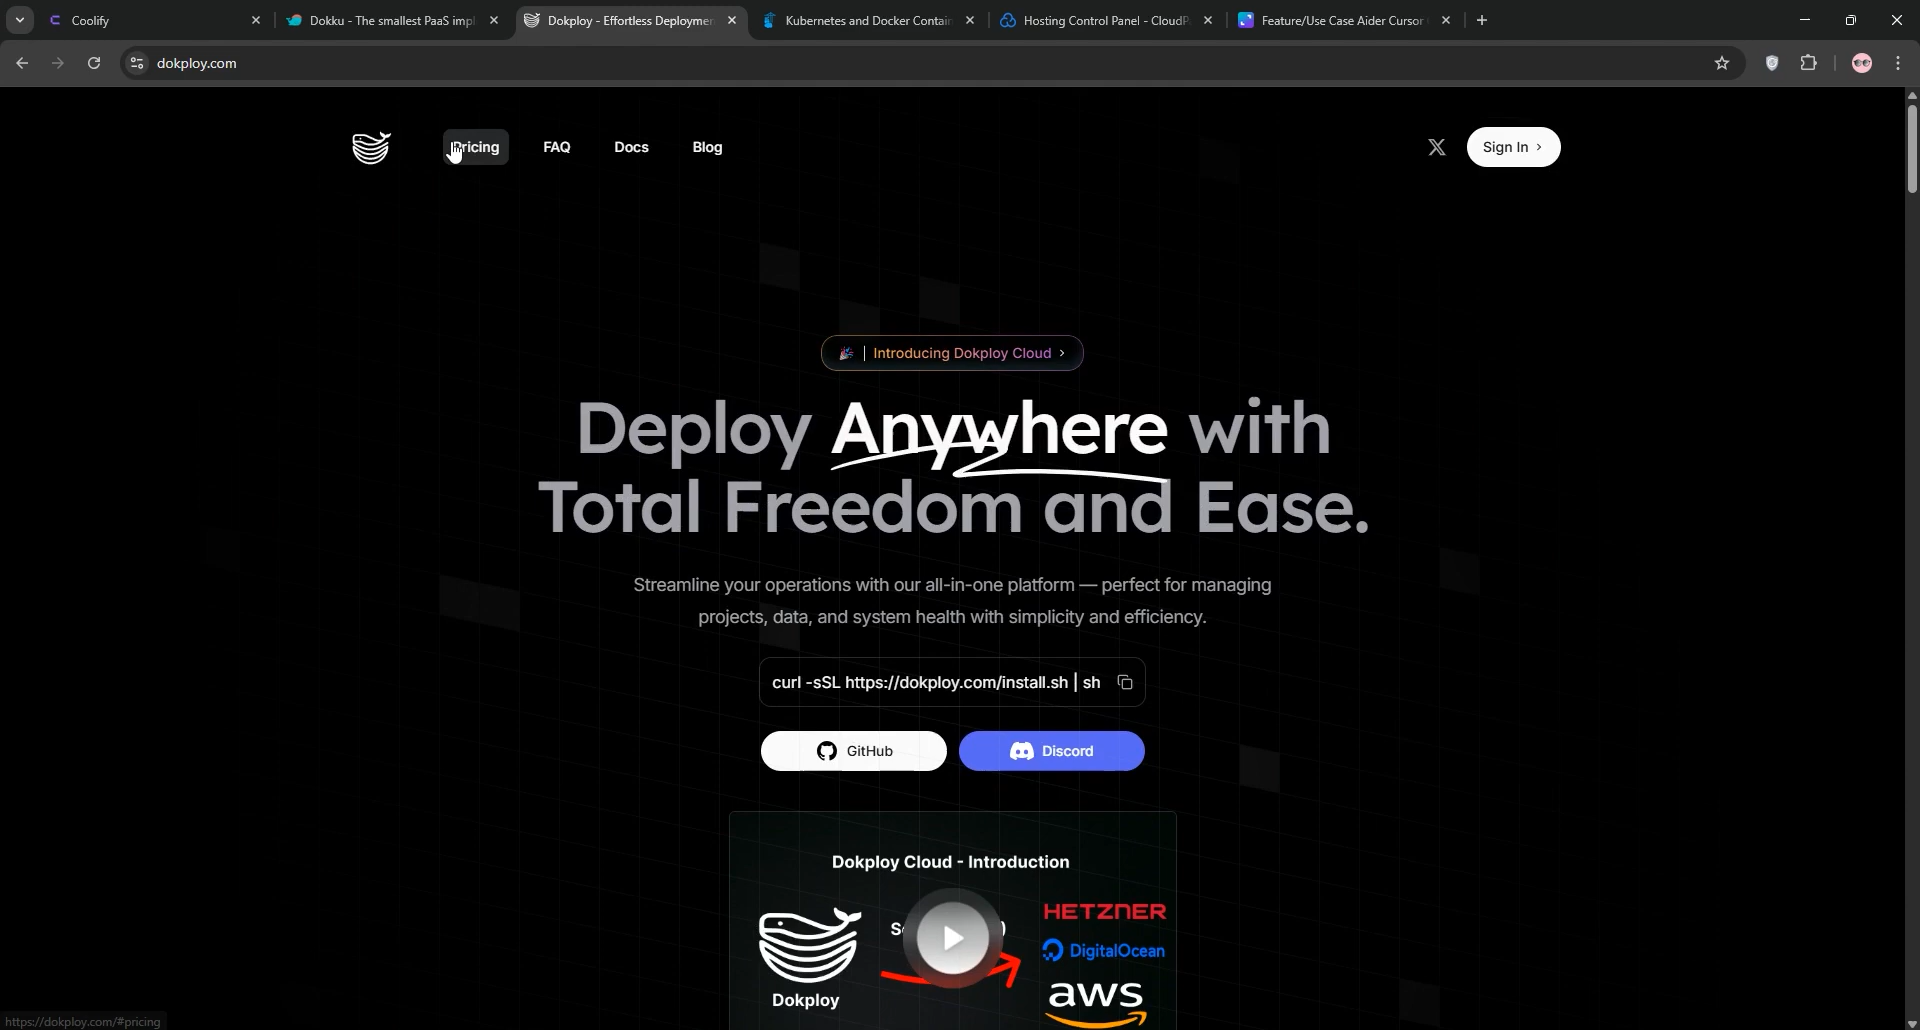 Coolify
Dokku - The smallest PaaS impl
Dokploy - Effortless Deployme
Kubernetes and Docker Contain
Hosting Control Panel - CloudP
Feature/Use Case Aider Cursor
dokploy.com
Pricing
FAQ
Docs
Blog
Sign In
Introducing Dokploy Cloud
Deploy Anywhere with
Total Freedom and Ease.
Streamline your operations with our all-in-one platform — perfect for managing
projects, data, and system health with simplicity and efficiency.
curl -sSL https://dokploy.com/install.sh | sh
GitHub
Discord
Dokploy Cloud - Introduction
HETZNER
DigitalOcean
aws
Dokploy
https://dokploy.com/#pricing